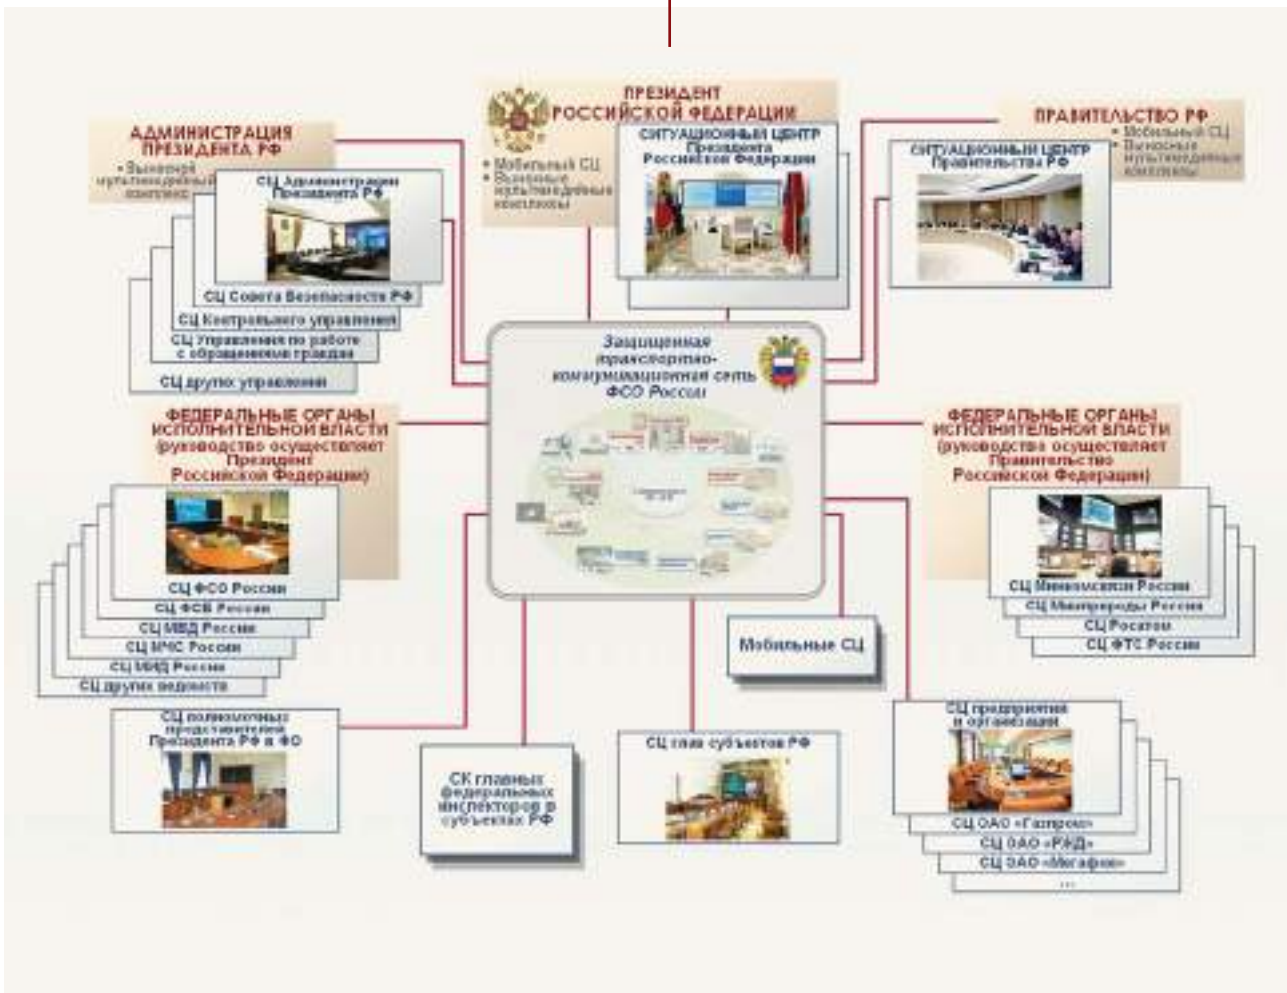 ПРЕЗИДЕНТ
РОССИЙСКОЙ ФЕДЕРАЦИИ
• Мобильный СЦ
• Выносные
мультимедийные
комплексы
СИТУАЦИОННЫЙ ЦЕНТР
Президента
Российской Федерации
АДМИНИСТРАЦИЯ
ПРЕЗИДЕНТА РФ
• Выносной
мультимедийный
комплекс
СЦ Администрации
Президента РФ
СЦ Совета Безопасности РФ
СЦ Контрольного управления
СЦ Управления по работе
с обращениями граждан
СЦ других управлений
ПРАВИТЕЛЬСТВО РФ
• Мобильный СЦ
• Выносные
мультимедийные
комплексы
СИТУАЦИОННЫЙ ЦЕНТР
Правительства РФ
Защищенная
транспортно-
коммуникационная сеть
ФСО России
ФЕДЕРАЛЬНЫЕ ОРГАНЫ
ИСПОЛНИТЕЛЬНОЙ ВЛАСТИ
(руководство осуществляет
Президент
Российской Федерации)
СЦ ФСО России
СЦ ФСБ России
СЦ МВД России
СЦ МЧС России
СЦ МИД России
СЦ других ведомств
ФЕДЕРАЛЬНЫЕ ОРГАНЫ
ИСПОЛНИТЕЛЬНОЙ ВЛАСТИ
(руководство осуществляет
Правительство
Российской Федерации)
СЦ Минкомсвязи России
СЦ Минприроды России
СЦ Росатом
СЦ ФТС России
Мобильные СЦ
СЦ полномочных
представителей
Президента РФ в ФО
СК главных
федеральных
инспекторов в
субъектах РФ
СЦ глав субъектов РФ
СЦ предприятий
и организаций
СЦ ОАО «Газпром»
СЦ ОАО «РЖД»
СЦ ОАО «Мегафон»
...